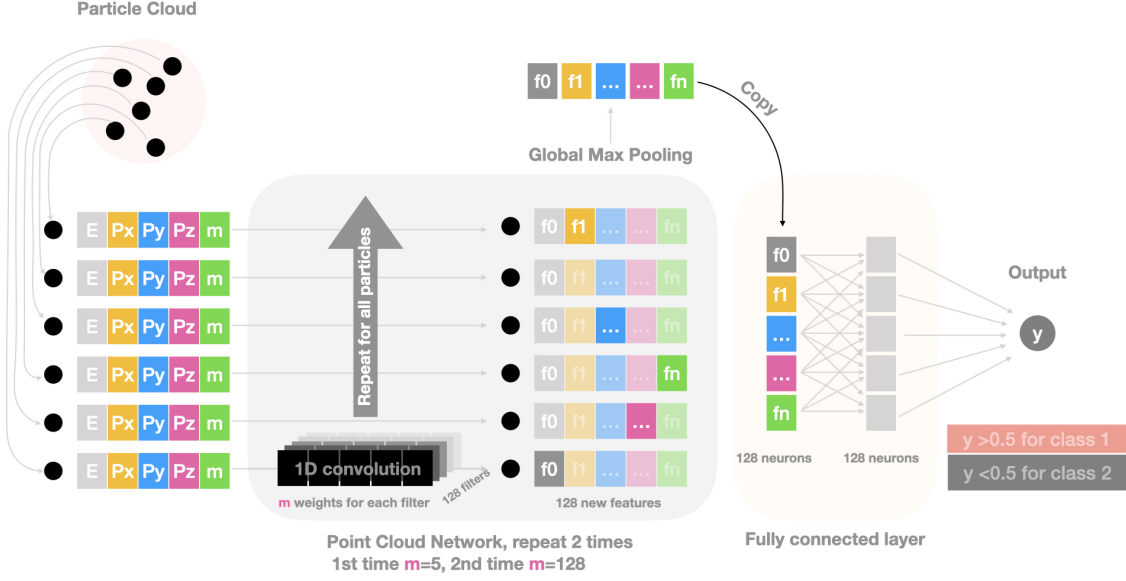 Particle Cloud
f0 f1 ... ... fn
Copy
Global Max Pooling
E Px Py Pz m
f0 f1 ... ... fn
E Px Py Pz m
f0 f1 ... ... fn
E Px Py Pz m
f0 f1 ... ... fn
E Px Py Pz m
f0 f1 ... ... fn
E Px Py Pz m
f0 f1 ... ... fn
E Px Py Pz m
f0 f1 ... ... fn
Repeat for all particles
1D convolution
128 filters
m weights for each filter
128 new features
Point Cloud Network, repeat 2 times
1st time m=5, 2nd time m=128
f0
f1
...
...
fn
128 neurons
128 neurons
Fully connected layer
Output
y
y >0.5 for class 1
y <0.5 for class 2